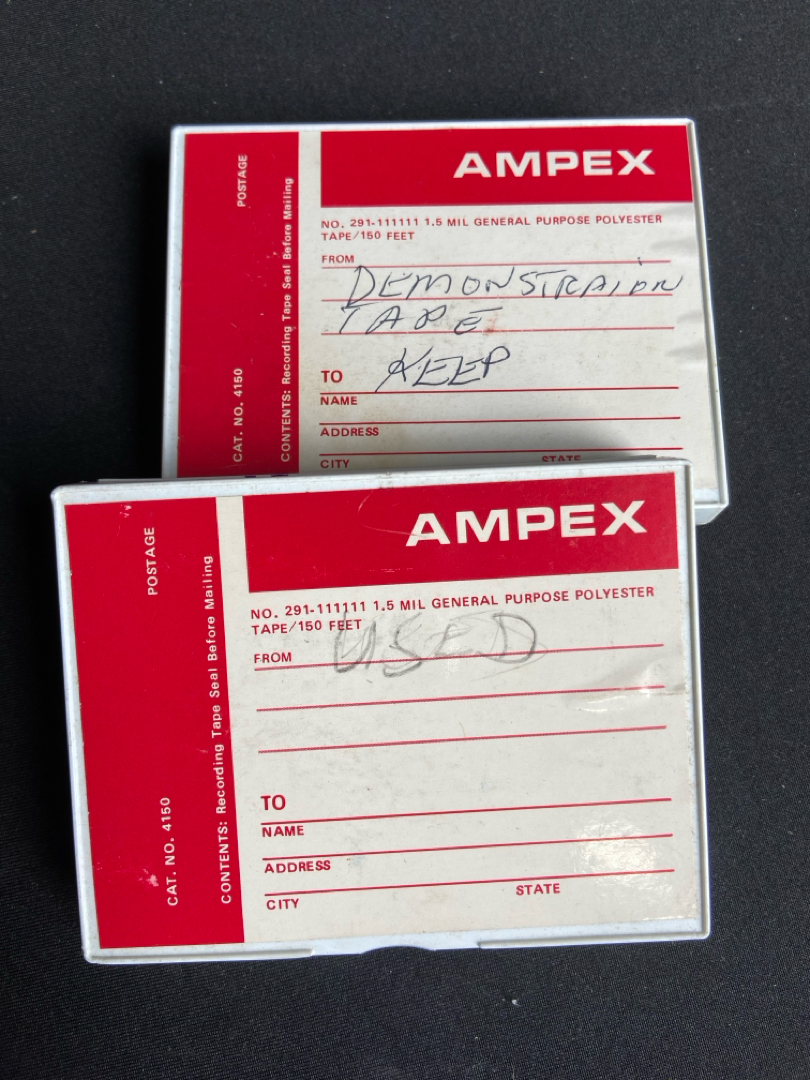 AMPEX
POSTAGE
CAT. NO. 4150
CONTENTS: Recording Tape Seal Before Mailing
NO. 291-111111 1.5 MIL GENERAL PURPOSE POLYESTER
TAPE/150 FEET
FROM
DEMONSTRAION
TAPE
TO KEEP
NAME
ADDRESS
CITY STATE
AMPEX
POSTAGE
CAT. NO. 4150
CONTENTS: Recording Tape Seal Before Mailing
NO. 291-111111 1.5 MIL GENERAL PURPOSE POLYESTER
TAPE/150 FEET
FROM USED
TO
NAME
ADDRESS
CITY STATE